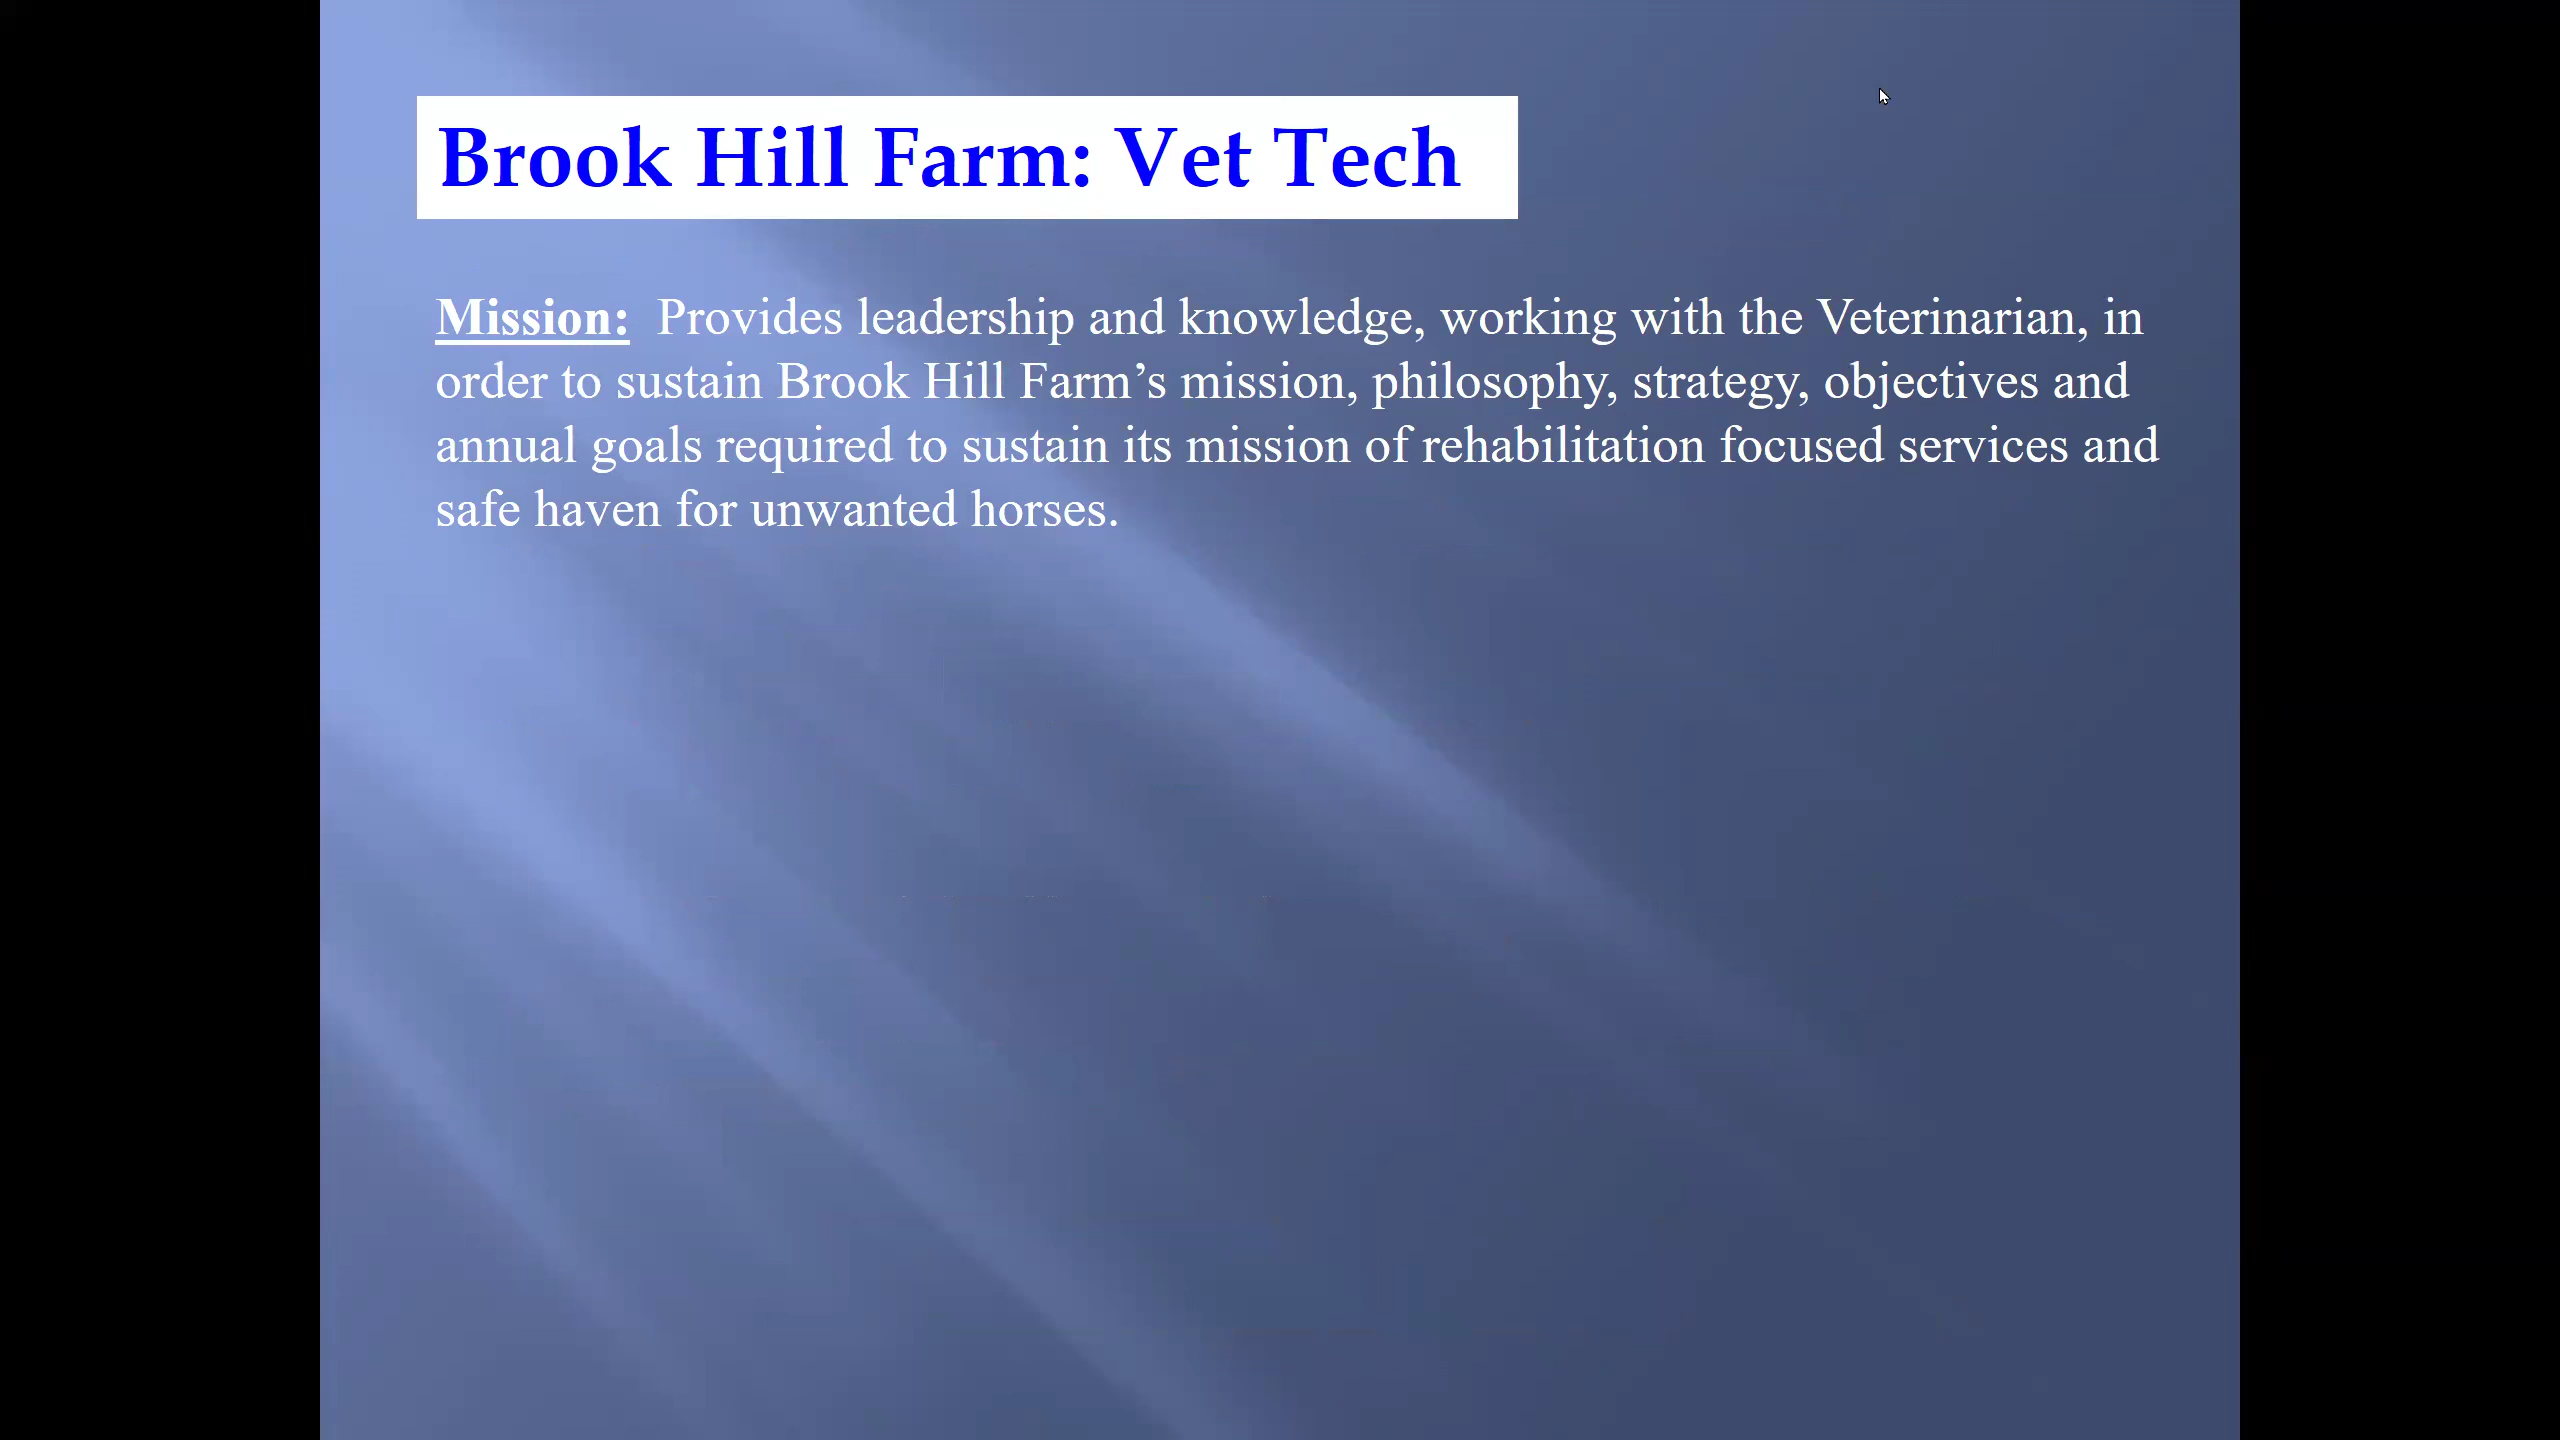 Brook Hill Farm: Vet Tech
Mission: Provides leadership and knowledge, working with the Veterinarian, in
order to sustain Brook Hill Farm’s mission, philosophy, strategy, objectives and
annual goals required to sustain its mission of rehabilitation focused services and
safe haven for unwanted horses.